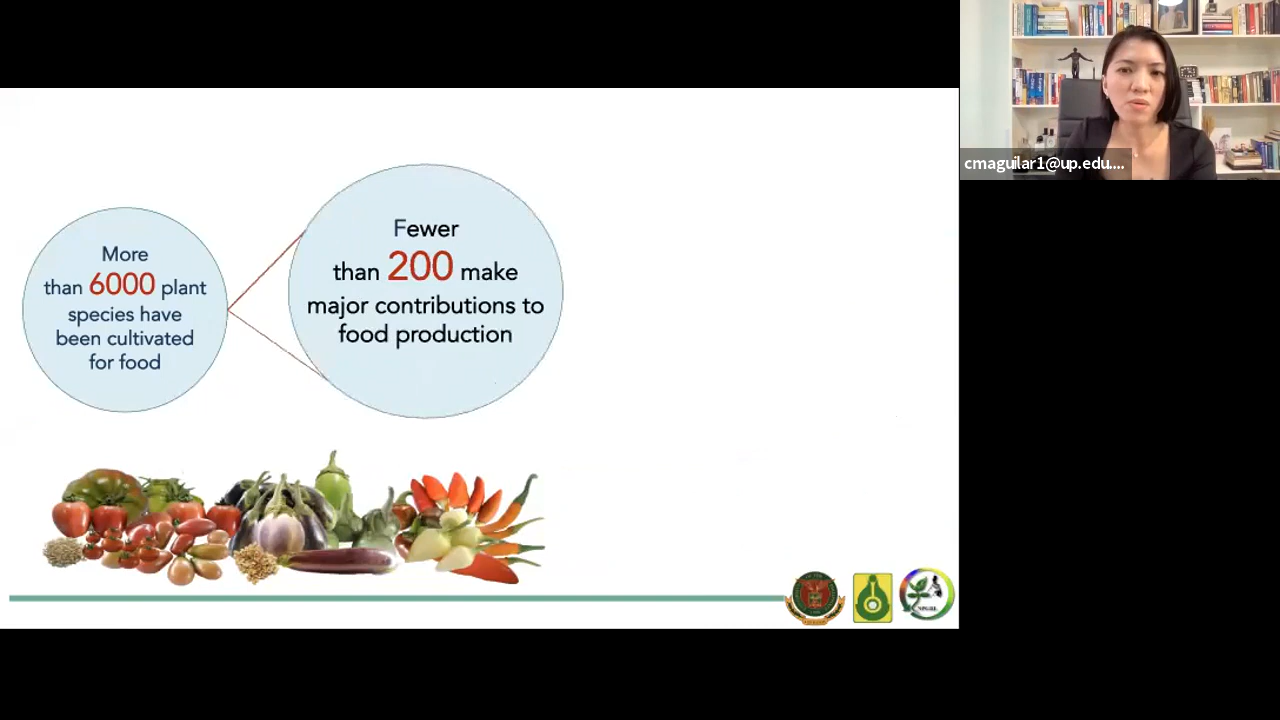 cmaguilar1@up.edu....
More
than 6000 plant
species have
been cultivated
for food
Fewer
than 200 make
major contributions to
food production
NPGRL